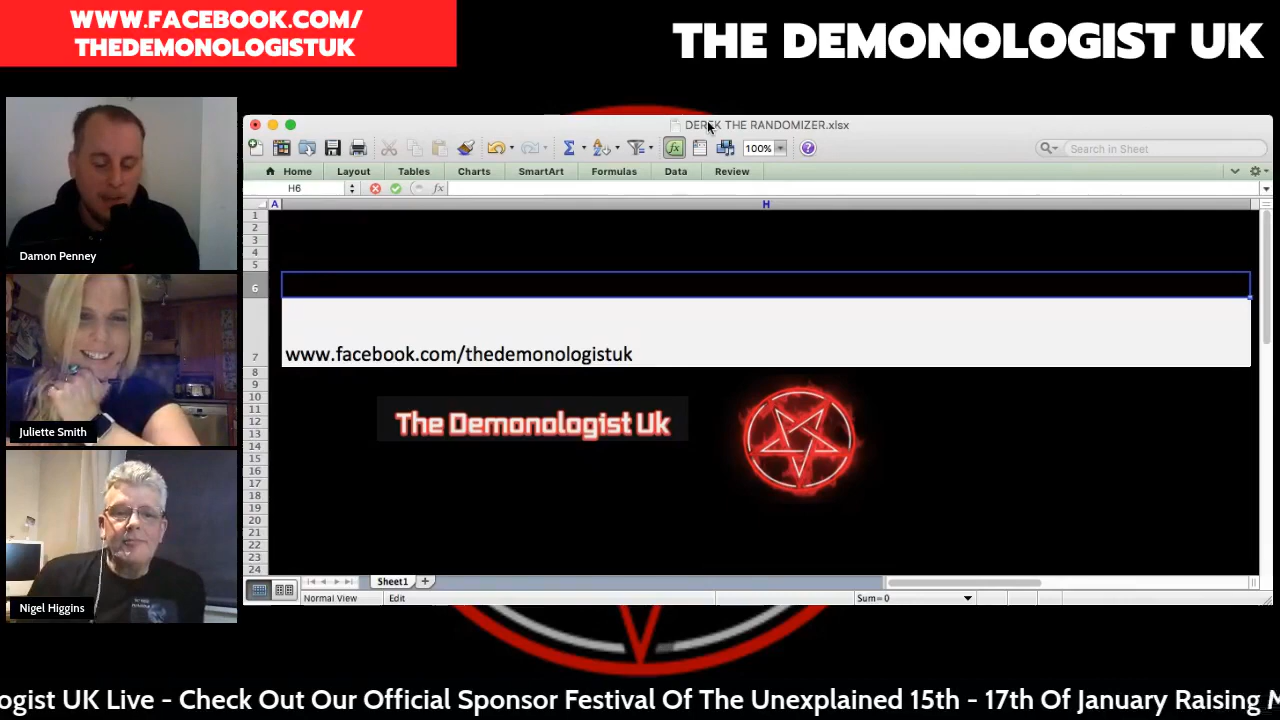 WWW.FACEBOOK.COM/
THEDEMONOLOGISTUK
THE DEMONOLOGIST UK
Damon Penney
Juliette Smith
Nigel Higgins
DEREK THE RANDOMIZER.xlsx
100%
Search in Sheet
Home Layout Tables Charts SmartArt Formulas Data Review
H6 fx
A H
1
2
3
4
5
6
7 www.facebook.com/thedemonologistuk
8
9
10
11
12
13
14
15
16
17
18
19
20
21
22
23
24
The Demonologist Uk
Sheet1
Normal View Edit Sum=0
ogist UK Live - Check Out Our Official Sponsor Festival Of The Unexplained 15th - 17th Of January Raising M